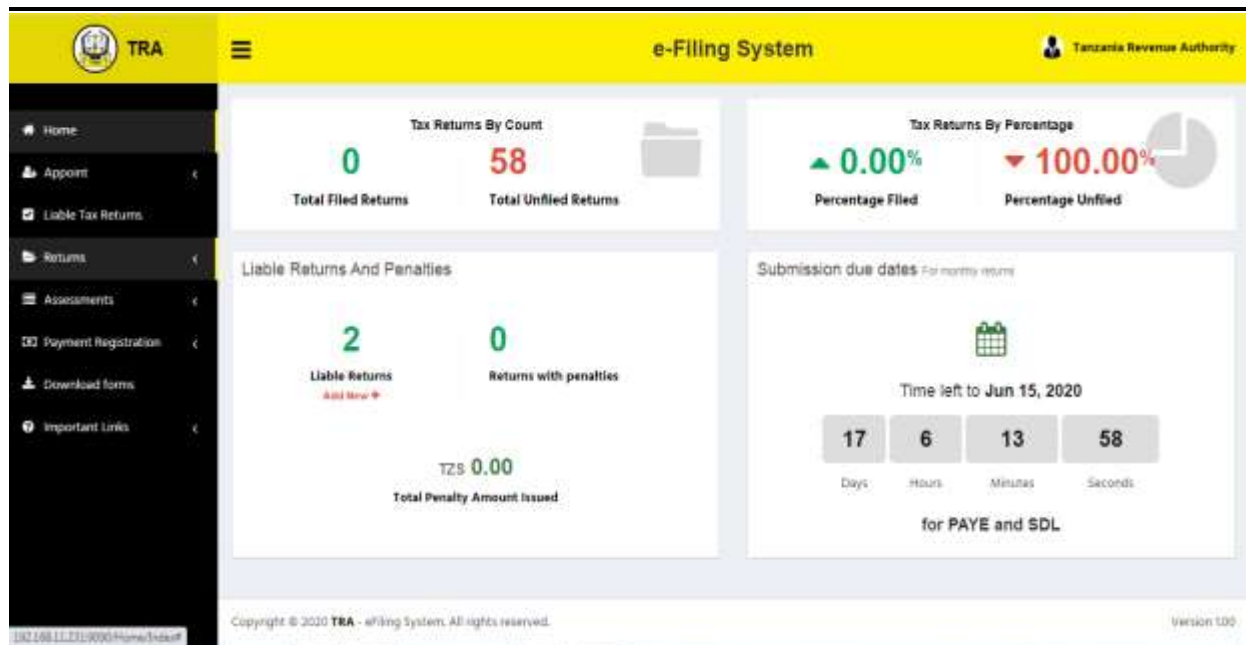 TRA
e-Filing System
Tanzania Revenue Authority
Home
Appoint
Liable Tax Returns
Returns
Assessments
Payment Registration
Download forms
Important Links
Tax Returns By Count
0
58
Total Filed Returns
Total Unfiled Returns
Tax Returns By Percentage
0.00%
100.00%
Percentage Filed
Percentage Unfiled
Liable Returns And Penalties
2
0
Liable Returns
Returns with penalties
Add New +
TZS 0.00
Total Penalty Amount Issued
Submission due dates For monthly returns
Time left to Jun 15, 2020
17 6 13 58
Days Hours Minutes Seconds
for PAYE and SDL
Copyright © 2020 TRA - eFiling System. All rights reserved.
Version 1.00